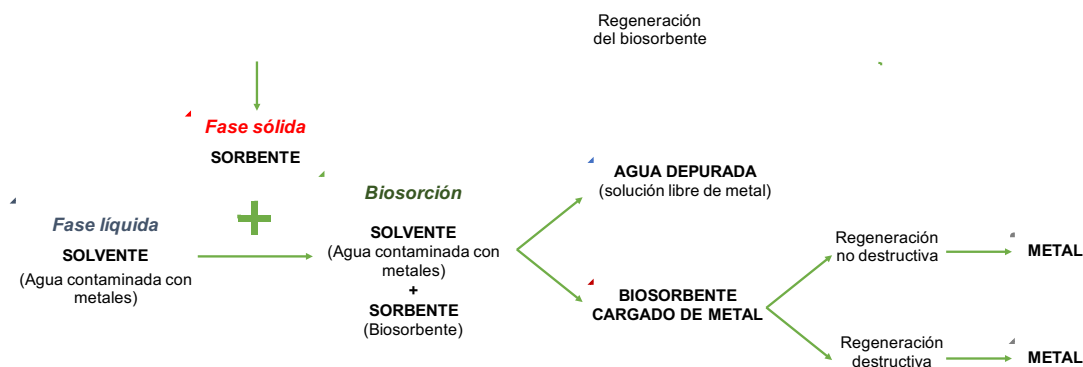 Regeneración
del biosorbente
Fase sólida
SORBENTE
+
Fase líquida
SOLVENTE
(Agua contaminada con
metales)
Biosorción
SOLVENTE
(Agua contaminada con
metales)
+
SORBENTE
(Biosorbente)
AGUA DEPURADA
(solución libre de metal)
BIOSORBENTE
CARGADO DE METAL
Regeneración
no destructiva
METAL
Regeneración
destructiva
METAL